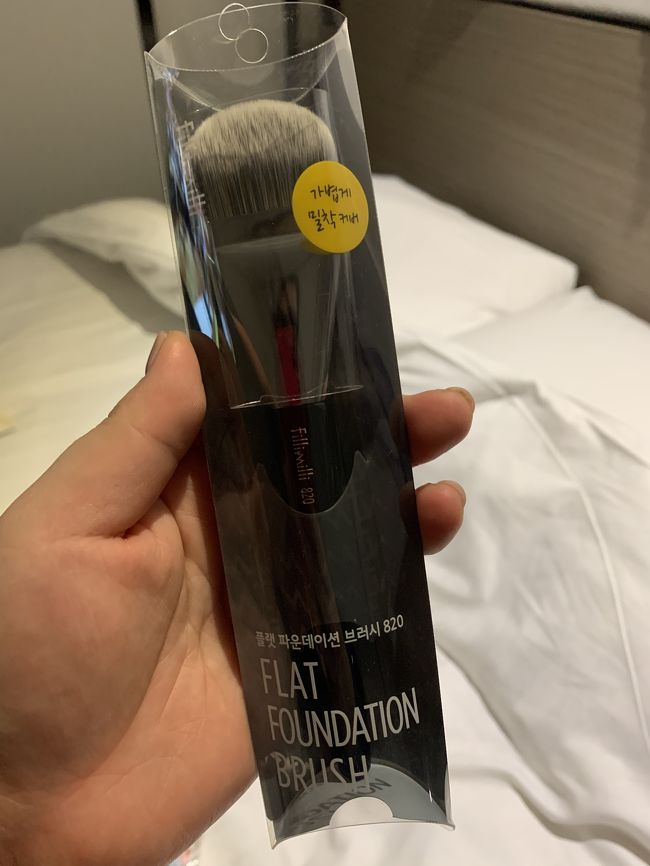 가볍게
밀착 커버
fillimilli 820
플랫 파운데이션 브러시 820
FLAT
FOUNDATION
BRUSH